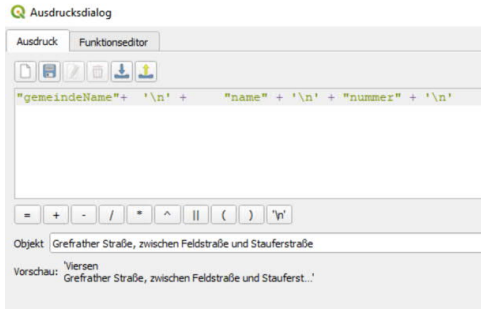 Ausdrucksdialog
Ausdruck Funktionseditor
"gemeindeName"+ '\n' + "name" + '\n' + "nummer" + '\n'
= + - / * ^ || ( ) '\n'
Objekt Grefrather Straße, zwischen Feldstraße und Stauferstraße
Vorschau: 'Viersen
Grefrather Straße, zwischen Feldstraße und Stauferst...'